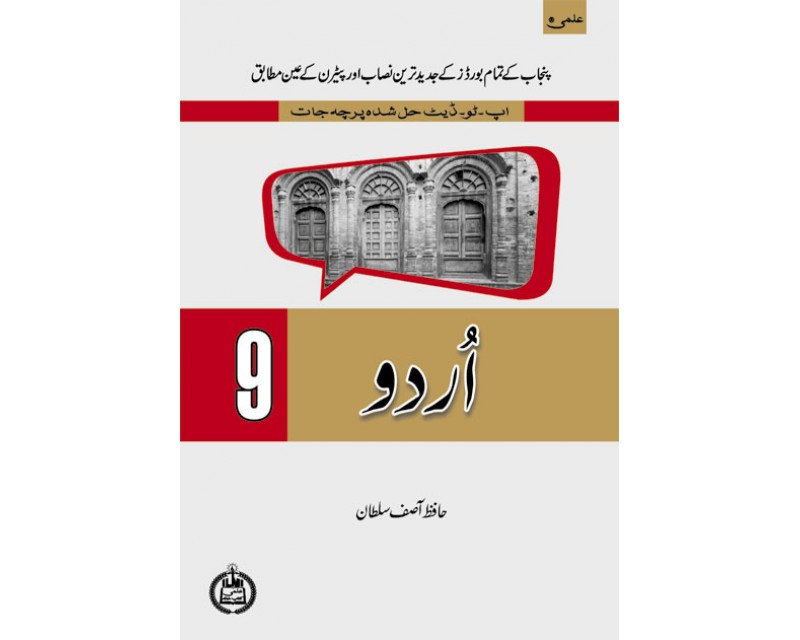 علمی
پنجاب کے تمام بورڈز کے جدید ترین نصاب اور پیٹرن کے عین مطابق
اپ-ٹو-ڈیٹ حل شدہ پرچہ جات
اُردو
9
حافظ آصف سلطان
علمی